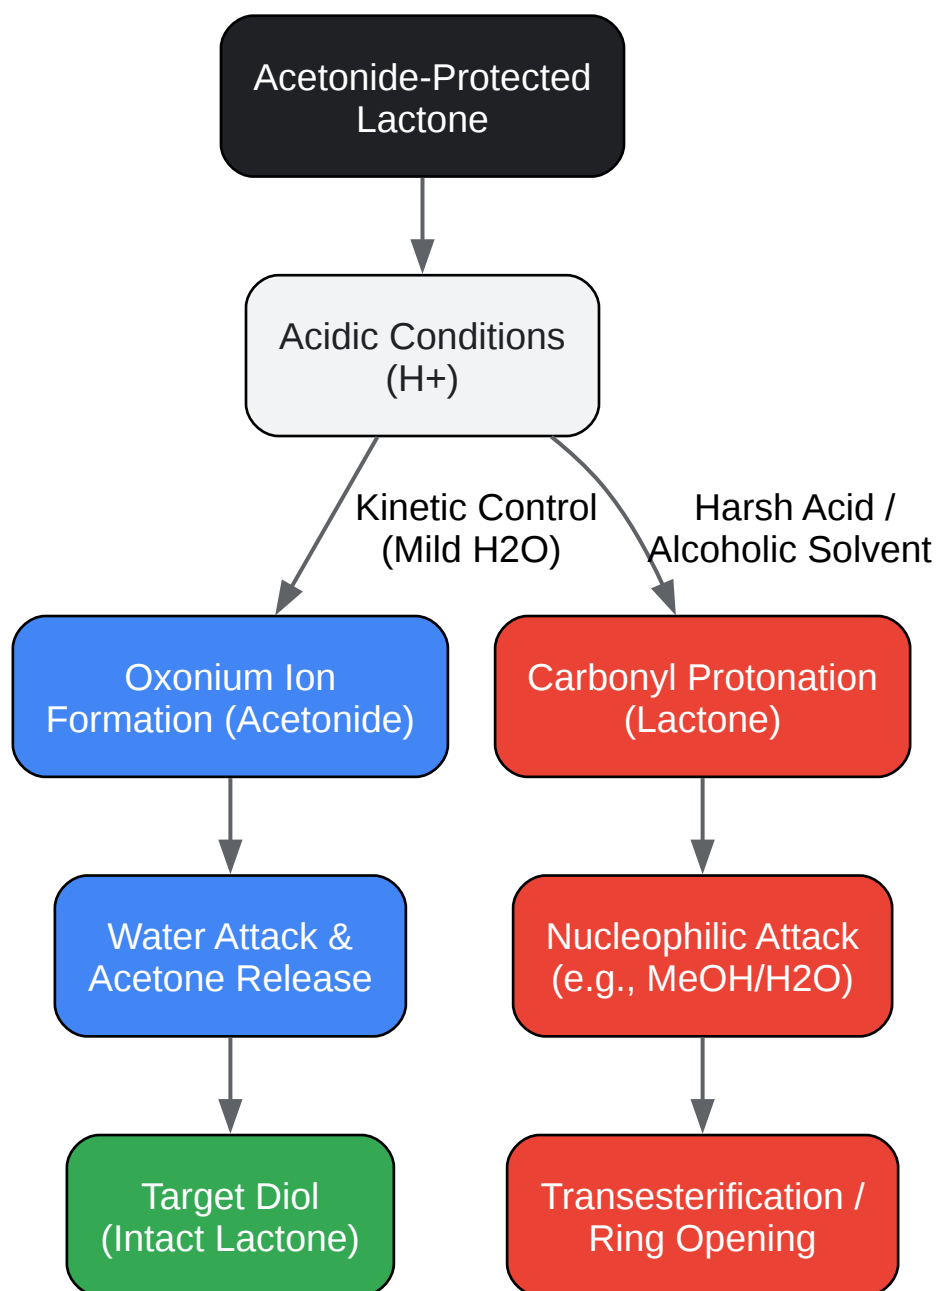 Acetonide-Protected
Lactone
Acidic Conditions
(H+)
Kinetic Control
(Mild H2O)
Harsh Acid /
Alcoholic Solvent
Oxonium Ion
Formation (Acetonide)
Carbonyl Protonation
(Lactone)
Water Attack &
Acetone Release
Nucleophilic Attack
(e.g., MeOH/H2O)
Target Diol
(Intact Lactone)
Transesterification /
Ring Opening